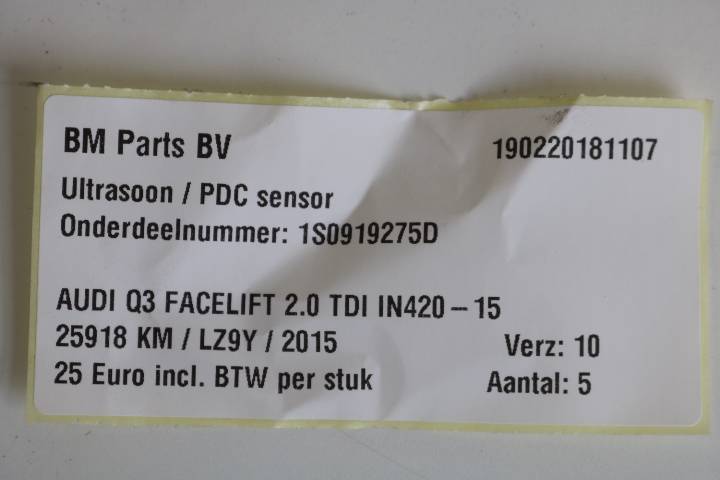 BM Parts BV 190220181107
Ultrasoon / PDC sensor
Onderdeelnummer: 1S0919275D
AUDI Q3 FACELIFT 2.0 TDI IN420 – 15
25918 KM / LZ9Y / 2015 Verz: 10
25 Euro incl. BTW per stuk Aantal: 5